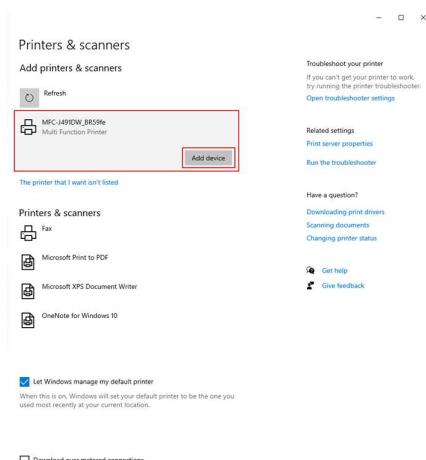 Printers & scanners
Add printers & scanners
Refresh
MFC-J491DW_BR59fe
Multi Function Printer
Add device
The printer that I want isn't listed
Printers & scanners
Fax
Microsoft Print to PDF
Microsoft XPS Document Writer
OneNote for Windows 10
Let Windows manage my default printer
When this is on, Windows will set your default printer to be the one you
used most recently at your current location.
Download over metered connections
Troubleshoot your printer
If you can't get your printer to work,
try running the printer troubleshooter.
Open troubleshooter settings
Related settings
Print server properties
Run the troubleshooter
Have a question?
Downloading print drivers
Scanning documents
Changing printer status
Get help
Give feedback